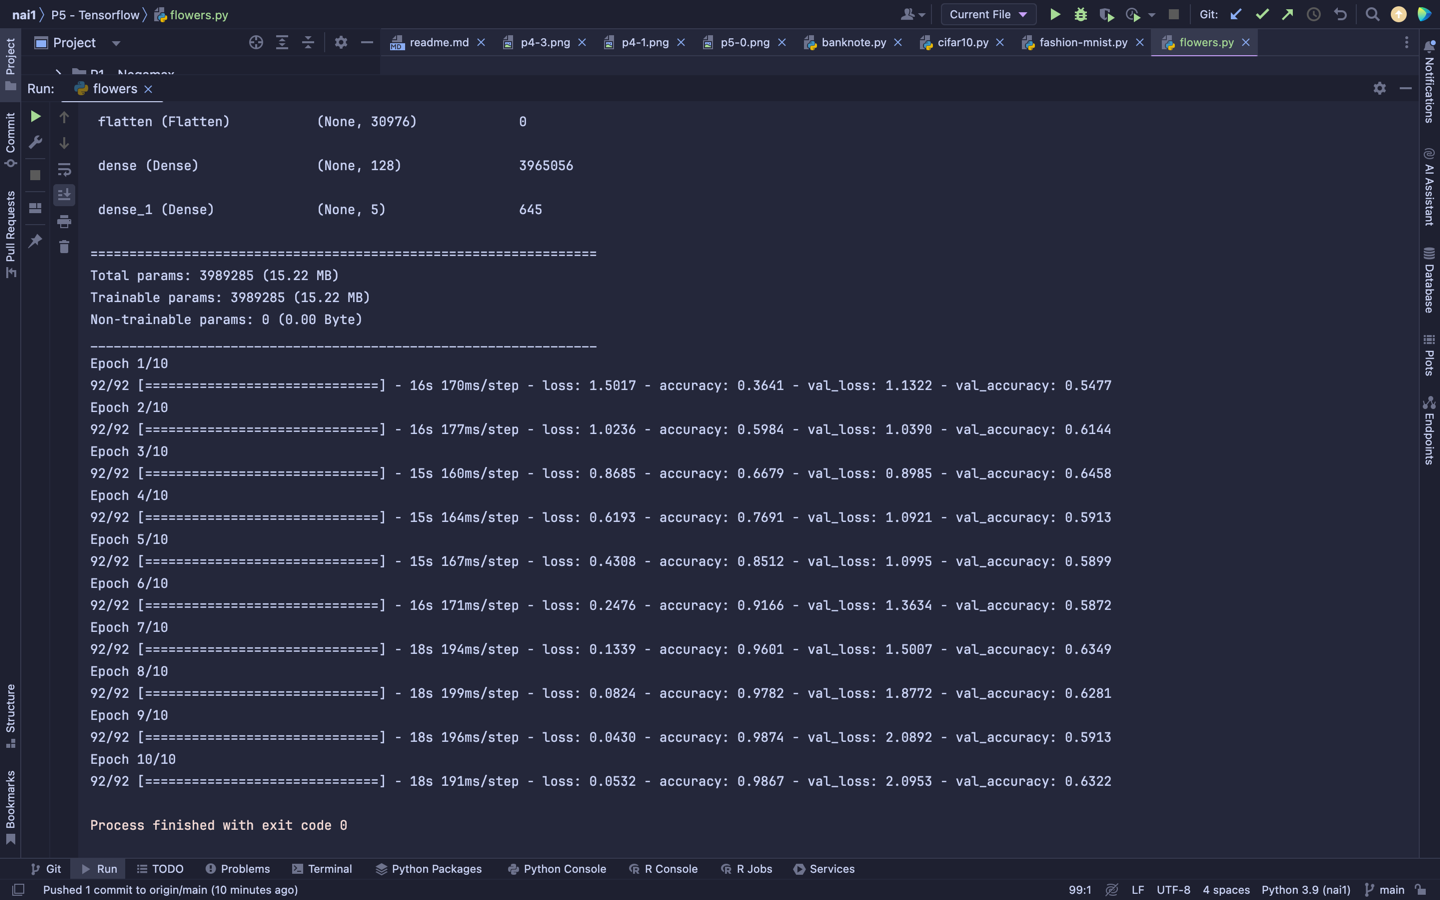 nai1 P5 - Tensorflow flowers.py Current File Git:
Project
readme.md p4-3.png p4-1.png p5-0.png banknote.py cifar10.py fashion-mnist.py flowers.py
P1 - Negamax
Run: flowers
flatten (Flatten) (None, 30976) 0
dense (Dense) (None, 128) 3965056
dense_1 (Dense) (None, 5) 645
=================================================================
Total params: 3989285 (15.22 MB)
Trainable params: 3989285 (15.22 MB)
Non-trainable params: 0 (0.00 Byte)
_________________________________________________________________
Epoch 1/10
92/92 [==============================] - 16s 170ms/step - loss: 1.5017 - accuracy: 0.3641 - val_loss: 1.1322 - val_accuracy: 0.5477
Epoch 2/10
92/92 [==============================] - 16s 177ms/step - loss: 1.0236 - accuracy: 0.5984 - val_loss: 1.0390 - val_accuracy: 0.6144
Epoch 3/10
92/92 [==============================] - 15s 160ms/step - loss: 0.8685 - accuracy: 0.6679 - val_loss: 0.8985 - val_accuracy: 0.6458
Epoch 4/10
92/92 [==============================] - 15s 164ms/step - loss: 0.6193 - accuracy: 0.7691 - val_loss: 1.0921 - val_accuracy: 0.5913
Epoch 5/10
92/92 [==============================] - 15s 167ms/step - loss: 0.4308 - accuracy: 0.8512 - val_loss: 1.0995 - val_accuracy: 0.5899
Epoch 6/10
92/92 [==============================] - 16s 171ms/step - loss: 0.2476 - accuracy: 0.9166 - val_loss: 1.3634 - val_accuracy: 0.5872
Epoch 7/10
92/92 [==============================] - 18s 194ms/step - loss: 0.1339 - accuracy: 0.9601 - val_loss: 1.5007 - val_accuracy: 0.6349
Epoch 8/10
92/92 [==============================] - 18s 199ms/step - loss: 0.0824 - accuracy: 0.9782 - val_loss: 1.8772 - val_accuracy: 0.6281
Epoch 9/10
92/92 [==============================] - 18s 196ms/step - loss: 0.0430 - accuracy: 0.9874 - val_loss: 2.0892 - val_accuracy: 0.5913
Epoch 10/10
92/92 [==============================] - 18s 191ms/step - loss: 0.0532 - accuracy: 0.9867 - val_loss: 2.0953 - val_accuracy: 0.6322
Process finished with exit code 0
Project
Commit
Pull Requests
Structure
Bookmarks
Notifications
AI Assistant
Database
Plots
Endpoints
Git Run TODO Problems Terminal Python Packages Python Console R Console R Jobs Services
Pushed 1 commit to origin/main (10 minutes ago) 99:1 LF UTF-8 4 spaces Python 3.9 (nai1) main